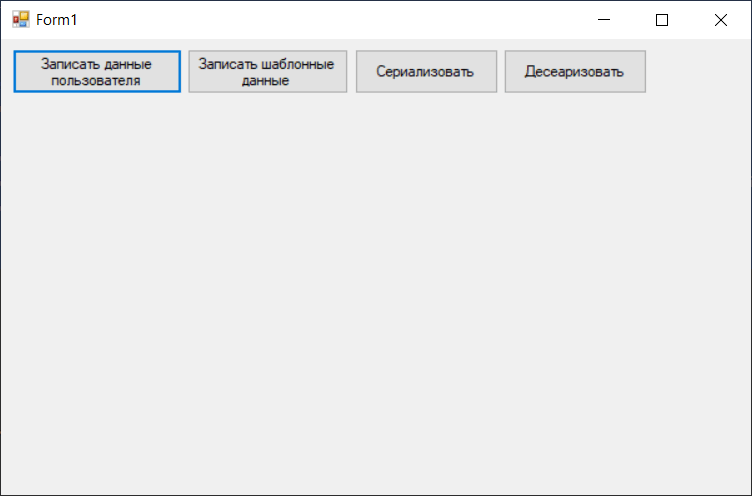 Form1
Записать данные
пользователя
Записать шаблонные
данные
Сериализовать
Десеаризовать